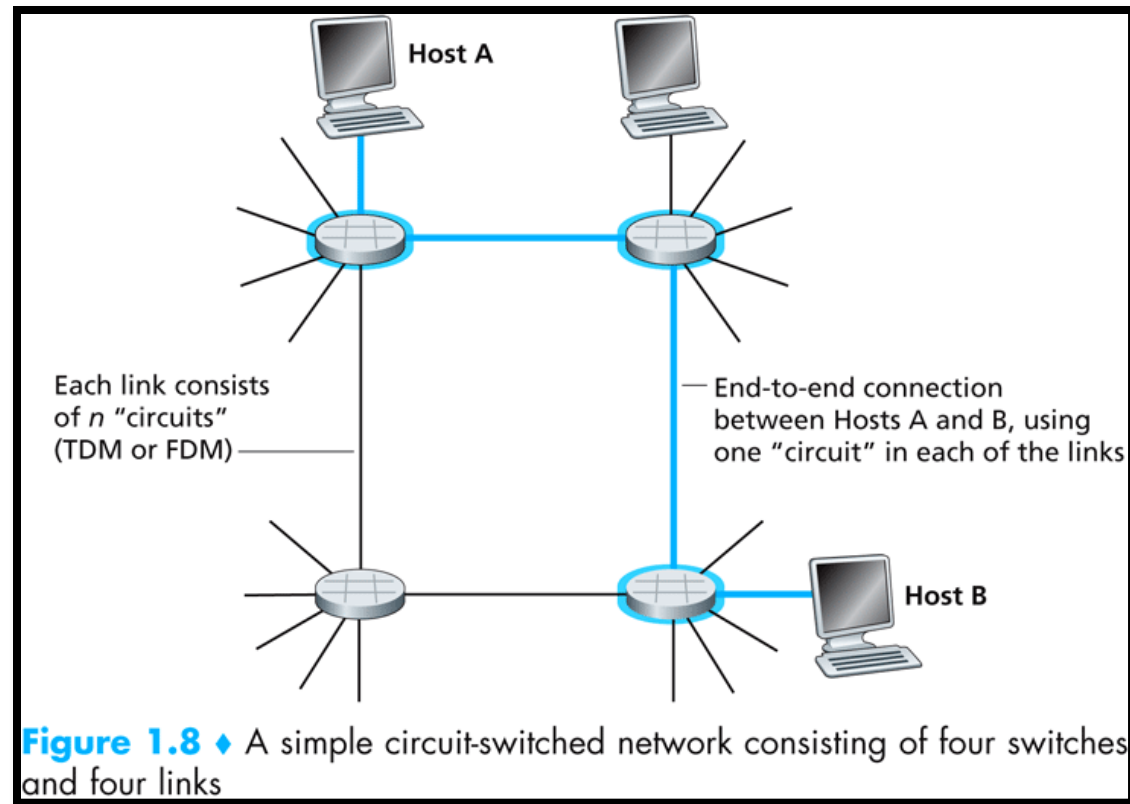 Host A
Each link consists
of n “circuits”
(TDM or FDM)
End-to-end connection
between Hosts A and B, using
one “circuit” in each of the links
Host B
Figure 1.8 ♦ A simple circuit-switched network consisting of four switches
and four links